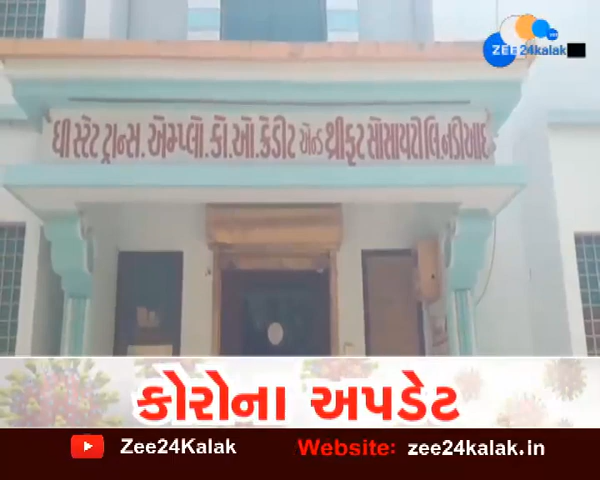 ZEE 24kalak
ધી સ્ટેટ ટ્રાન્સ. એમ્પ્લો. કો. ઓ. ક્રેડીટ એન્ડ થ્રીફ્ટ સોસાયટી લિ. નડીઆદ
કોરોના અપડેટ
Zee24Kalak Website: zee24kalak.in